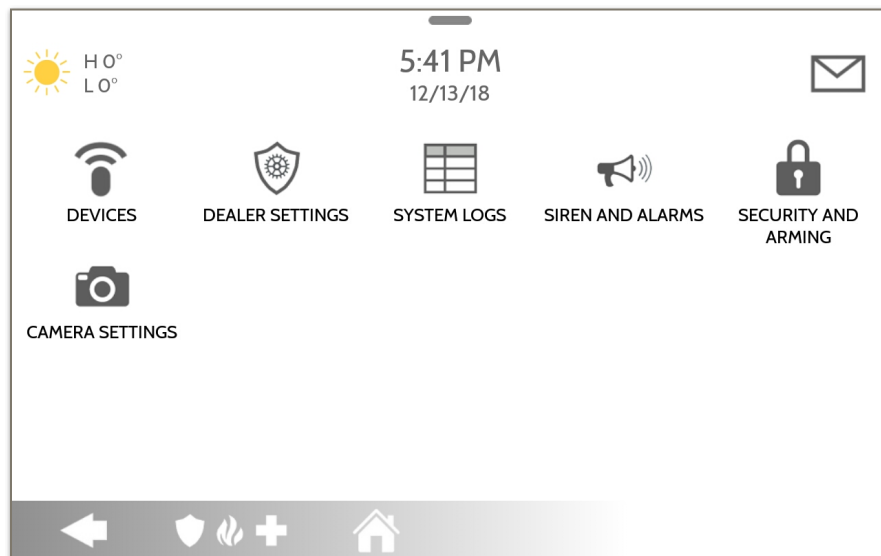 H 0°
L 0°
5:41 PM
12/13/18
DEVICES
DEALER SETTINGS
SYSTEM LOGS
SIREN AND ALARMS
SECURITY AND
ARMING
CAMERA SETTINGS